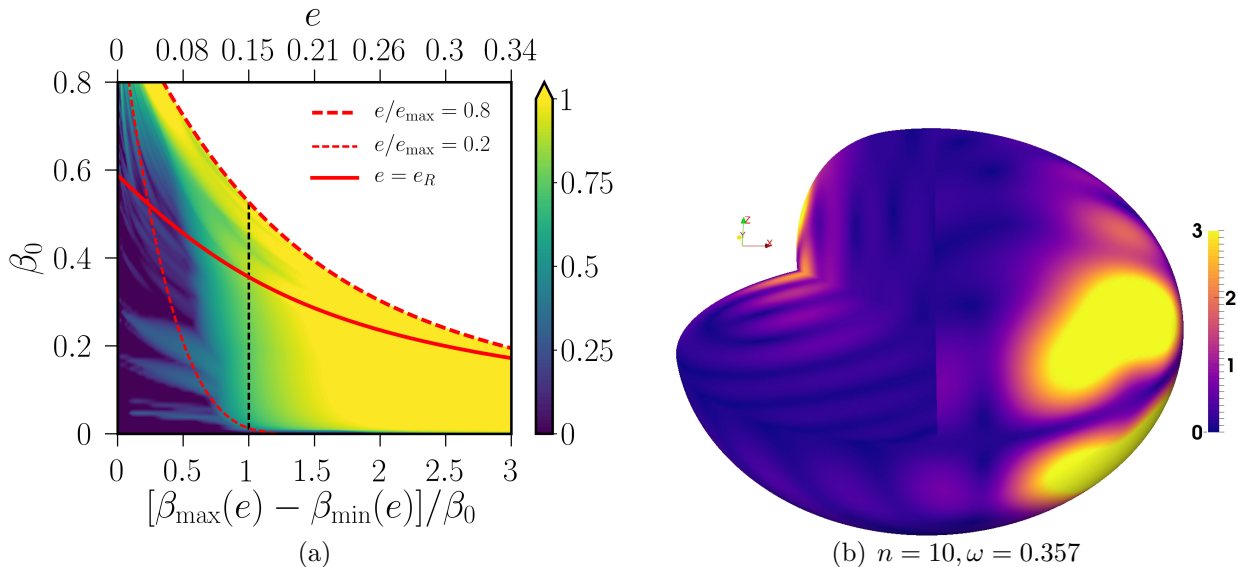 e
0 0.08 0.15 0.21 0.26 0.3 0.34
0.8
0.6
0.4
0.2
0
β₀
e/e_max = 0.8
e/e_max = 0.2
e = e_R
1
0.75
0.5
0.25
0
0 0.5 1 1.5 2 2.5 3
[β_max(e) − β_min(e)]/β₀
(a)
Z
Y
X
3
2
1
0
(b) n = 10, ω = 0.357